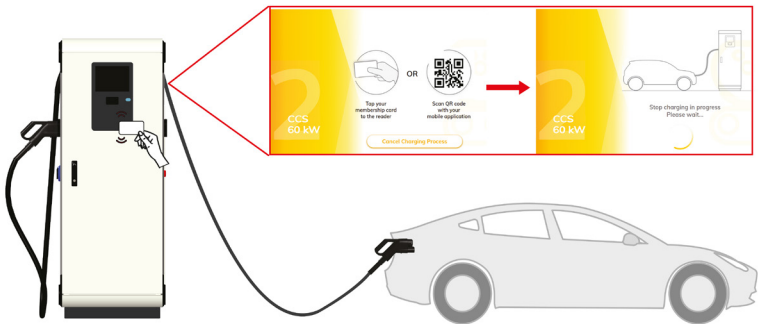 2
CCS
60 kW
Tap your
membership card
to the reader
OR
Scan QR code
with your
mobile application
Cancel Charging Process
2
CCS
60 kW
Stop charging in progress
Please wait...